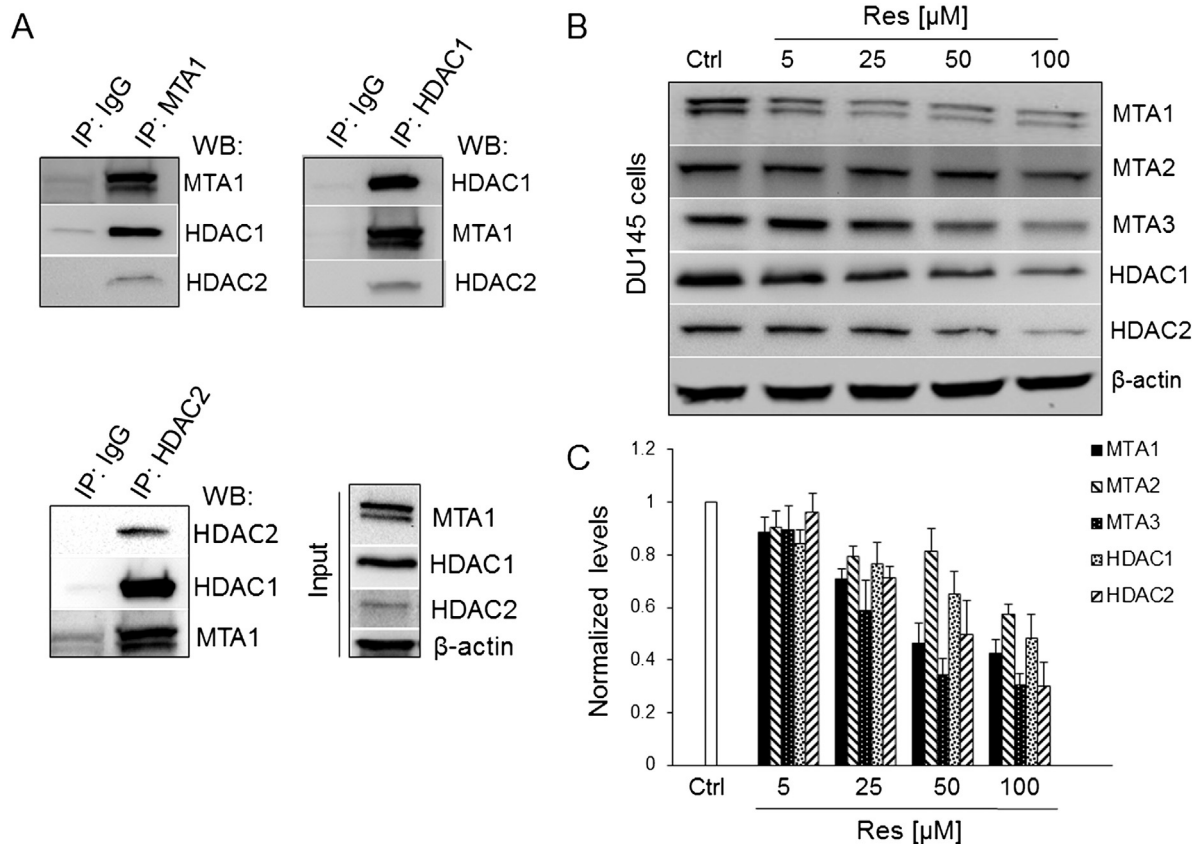 A
IP: IgG
IP: MTA1
WB:
MTA1
HDAC1
HDAC2
IP: IgG
IP: HDAC1
WB:
HDAC1
MTA1
HDAC2
IP: IgG
IP: HDAC2
WB:
HDAC2
HDAC1
MTA1
Input
MTA1
HDAC1
HDAC2
β-actin
B
Res [µM]
Ctrl 5 25 50 100
DU145 cells
MTA1
MTA2
MTA3
HDAC1
HDAC2
β-actin
C
Normalized levels
1.2
1
0.8
0.6
0.4
0.2
0
MTA1
MTA2
MTA3
HDAC1
HDAC2
Ctrl 5 25 50 100
Res [µM]